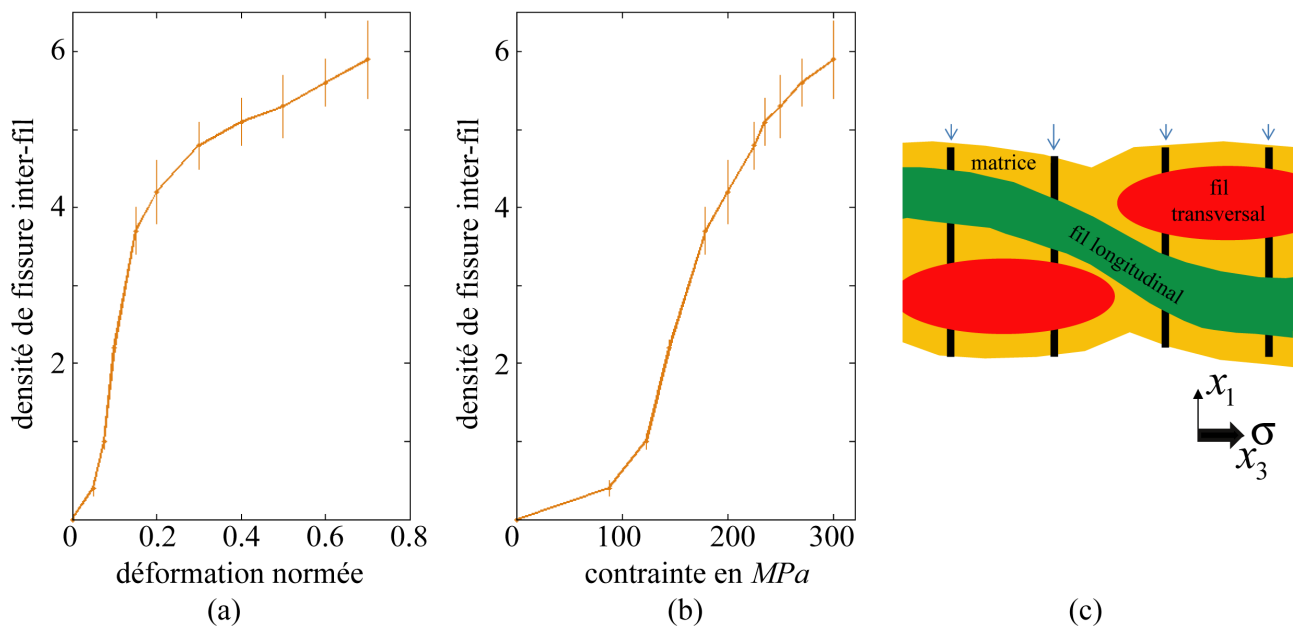 densité de fissure inter-fil
6
4
2
0
0.2
0.4
0.6
0.8
déformation normée
(a)
densité de fissure inter-fil
6
4
2
0
100
200
300
contrainte en MPa
(b)
matrice
fil
transversal
fil longitudinal
x1
σ
x3
(c)